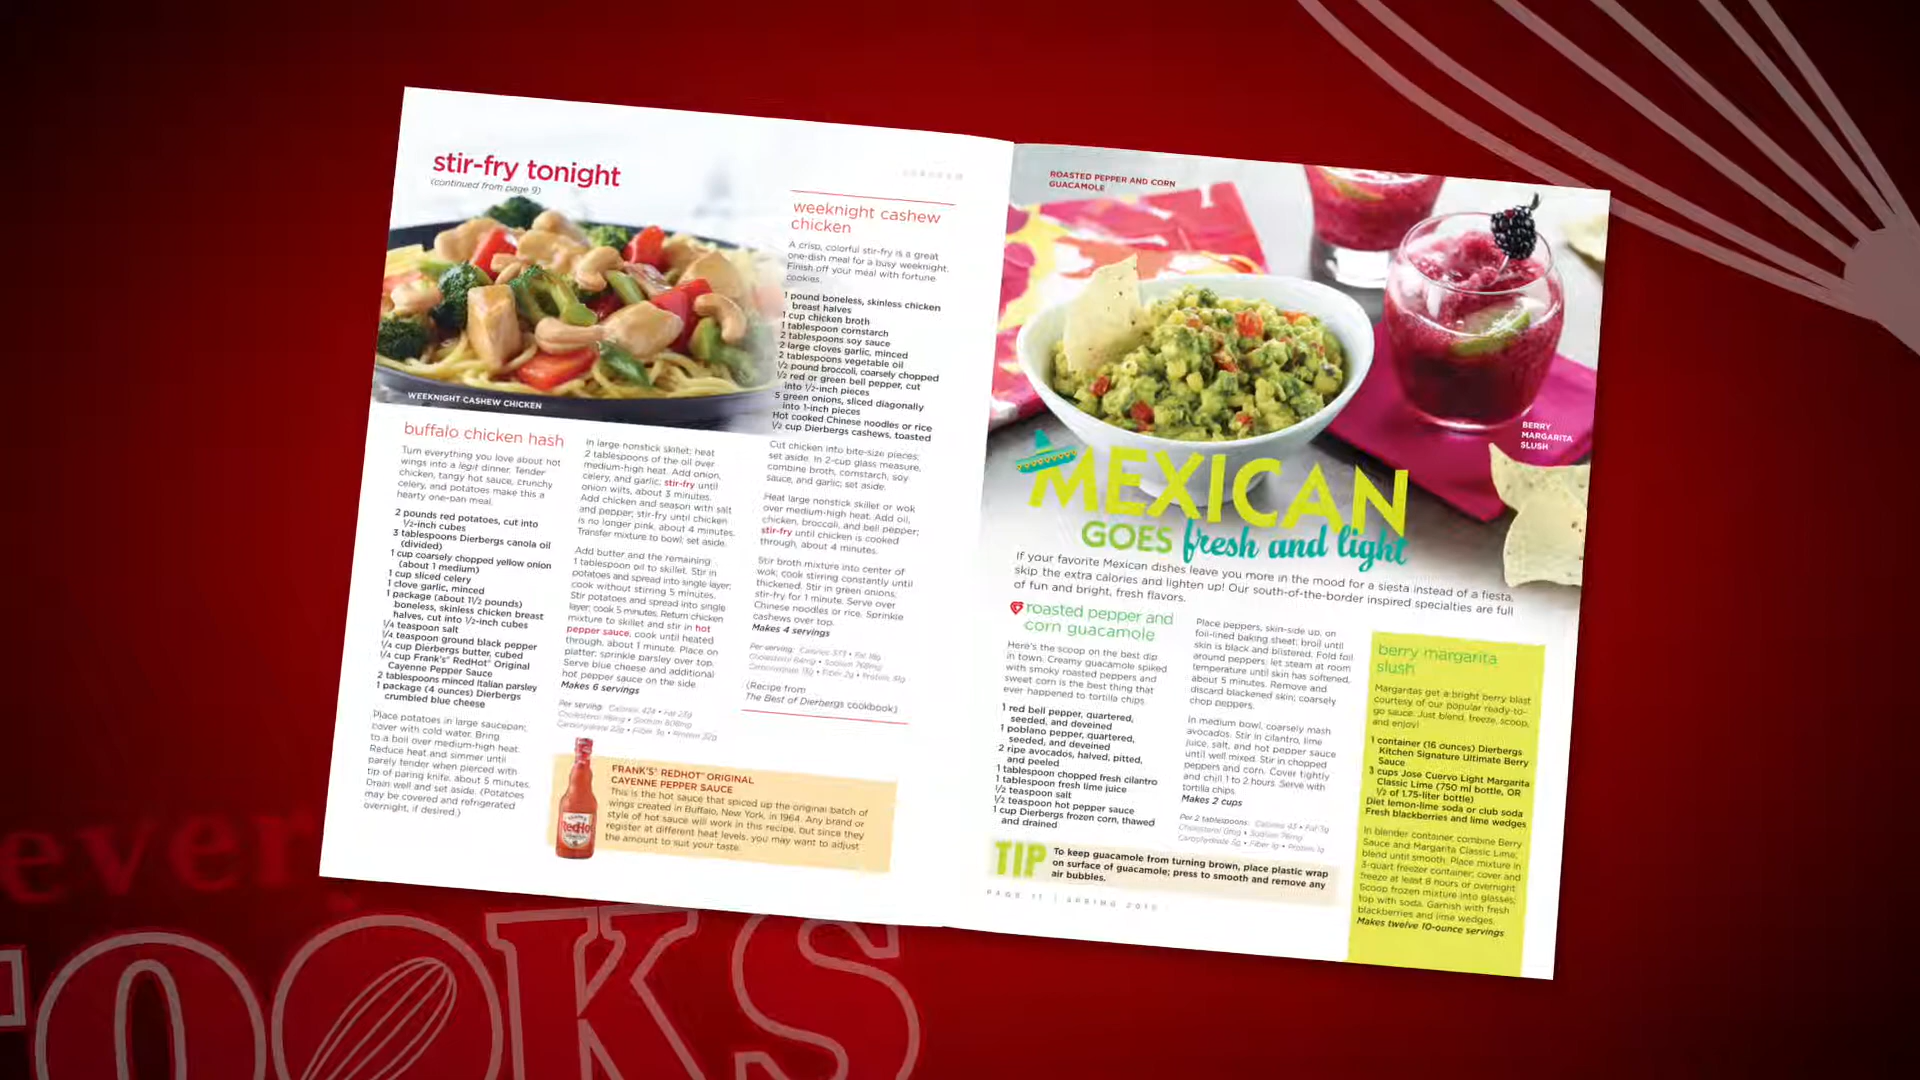 stir-fry tonight
(continued from page 9)
WEEKNIGHT CASHEW CHICKEN
buffalo chicken hash
Turn everything you love about hot
wings into a legit dinner. Tender
chicken, tangy hot sauce, crunchy
celery, and potatoes make this a
hearty one-pan meal.
2 pounds red potatoes, cut into
½-inch cubes
3 tablespoons Dierbergs canola oil
(divided)
1 cup coarsely chopped yellow onion
(about 1 medium)
1 cup sliced celery
1 clove garlic, minced
1 package (about 1½ pounds)
boneless, skinless chicken breast
halves, cut into ½-inch cubes
¼ teaspoon salt
¼ teaspoon ground black pepper
¼ cup Dierbergs butter, cubed
¼ cup Frank's® RedHot® Original
Cayenne Pepper Sauce
2 tablespoons minced Italian parsley
1 package (4 ounces) Dierbergs
crumbled blue cheese
Place potatoes in large saucepan;
cover with cold water. Bring
to a boil over medium-high heat.
Reduce heat and simmer until
barely tender when pierced with
tip of paring knife, about 5 minutes.
Drain well and set aside. (Potatoes
may be covered and refrigerated
overnight, if desired.)
In large nonstick skillet; heat
2 tablespoons of the oil over
medium-high heat. Add onion,
celery, and garlic; stir-fry until
onion wilts, about 3 minutes.
Add chicken and season with salt
and pepper; stir-fry until chicken
is no longer pink, about 4 minutes.
Transfer mixture to bowl; set aside.
Add butter and the remaining
1 tablespoon oil to skillet. Stir in
potatoes and spread into single layer;
cook without stirring 5 minutes.
Stir potatoes and spread into single
layer; cook 5 minutes. Return chicken
mixture to skillet and stir in hot
pepper sauce, cook until heated
through, about 1 minute. Place on
platter; sprinkle parsley over top.
Serve blue cheese and additional
hot pepper sauce on the side.
Makes 6 servings
Per serving: Calories 424 • Fat 23g
FRANK'S® REDHOT® ORIGINAL
CAYENNE PEPPER SAUCE
This is the hot sauce that spiced up the original batch of
wings created in Buffalo, New York, in 1964. Any brand or
style of hot sauce will work in this recipe, but since they
register at different heat levels, you may want to adjust
the amount to suit your taste.
RedHot
weeknight cashew
chicken
A crisp, colorful stir-fry is a great
one-dish meal for a busy weeknight.
Finish off your meal with fortune
cookies.
1 pound boneless, skinless chicken
breast halves
1 cup chicken broth
1 tablespoon cornstarch
2 tablespoons soy sauce
2 large cloves garlic, minced
2 tablespoons vegetable oil
½ pound broccoli, coarsely chopped
½ red or green bell pepper, cut
into ½-inch pieces
5 green onions, sliced diagonally
into 1-inch pieces
Hot cooked Chinese noodles or rice
½ cup Dierbergs cashews, toasted
Cut chicken into bite-size pieces;
set aside. In 2-cup glass measure,
combine broth, cornstarch, soy
sauce, and garlic; set aside.
Heat large nonstick skillet or wok
over medium-high heat. Add oil,
chicken, broccoli, and bell pepper;
stir-fry until chicken is cooked
through, about 4 minutes.
Stir broth mixture into center of
wok; cook stirring constantly until
thickened. Stir in green onions;
stir-fry for 1 minute. Serve over
Chinese noodles or rice. Sprinkle
cashews over top.
Makes 4 servings
(Recipe from
The Best of Dierbergs cookbook)
ROASTED PEPPER AND CORN
GUACAMOLE
BERRY
MARGARITA
SLUSH
MEXICAN
GOES fresh and light
If your favorite Mexican dishes leave you more in the mood for a siesta instead of a fiesta,
skip the extra calories and lighten up! Our south-of-the-border inspired specialties are full
of fun and bright, fresh flavors.
roasted pepper and
corn guacamole
Here's the scoop on the best dip
in town. Creamy guacamole spiked
with smoky roasted peppers and
sweet corn is the best thing that
ever happened to tortilla chips.
1 red bell pepper, quartered,
seeded, and deveined
1 poblano pepper, quartered,
seeded, and deveined
2 ripe avocados, halved, pitted,
and peeled
1 tablespoon chopped fresh cilantro
1 tablespoon fresh lime juice
½ teaspoon salt
½ teaspoon hot pepper sauce
1 cup Dierbergs frozen corn, thawed
and drained
Place peppers, skin-side up, on
foil-lined baking sheet; broil until
skin is black and blistered. Fold foil
around peppers; let steam at room
temperature until skin has softened,
about 5 minutes. Remove and
discard blackened skin; coarsely
chop peppers.
In medium bowl, coarsely mash
avocados. Stir in cilantro, lime
juice, salt, and hot pepper sauce
until well mixed. Stir in chopped
peppers and corn. Cover tightly
and chill 1 to 2 hours. Serve with
tortilla chips.
Makes 2 cups
TIP
To keep guacamole from turning brown, place plastic wrap
on surface of guacamole; press to smooth and remove any
air bubbles.
PAGE 11 | SPRING 2015
berry margarita
slush
Margaritas get a bright berry blast
courtesy of our popular ready-to-
go sauce. Just blend, freeze, scoop,
and enjoy!
1 container (16 ounces) Dierbergs
Kitchen Signature Ultimate Berry
Sauce
3 cups Jose Cuervo Light Margarita
Classic Lime (750 ml bottle, OR
½ of 1.75-liter bottle)
Diet lemon-lime soda or club soda
Fresh blackberries and lime wedges
In blender container, combine Berry
Sauce and Margarita Classic Lime;
blend until smooth. Place mixture in
3-quart freezer container; cover and
freeze at least 8 hours or overnight.
Scoop frozen mixture into glasses;
top with soda. Garnish with fresh
blackberries and lime wedges.
Makes twelve 10-ounce servings
every
OOKS